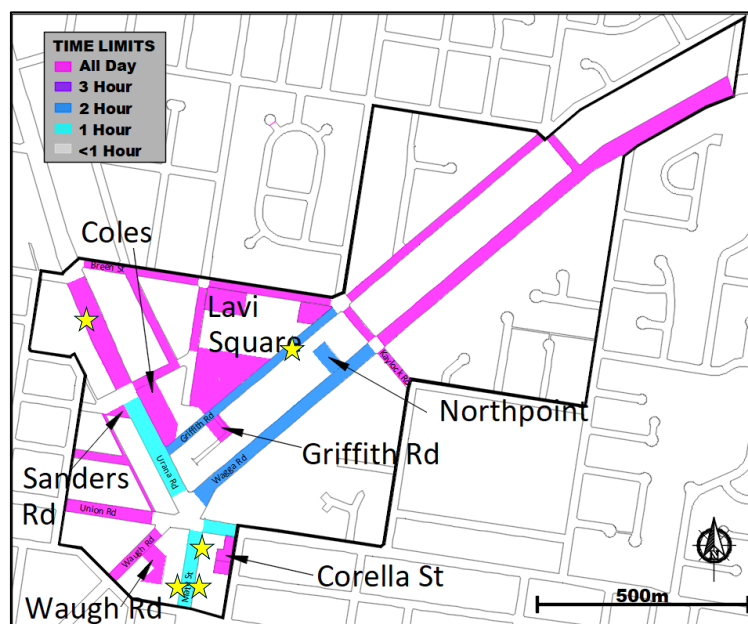 TIME LIMITS
All Day
3 Hour
2 Hour
1 Hour
<1 Hour
Coles
Breen St
Lavi
Square
Kaylock Rd
Northpoint
Griffith Rd
Griffith Rd
Urana Rd
Wagga Rd
Sanders
Rd
Union Rd
Waugh Rd
Corella St
Waugh Rd
N
500m